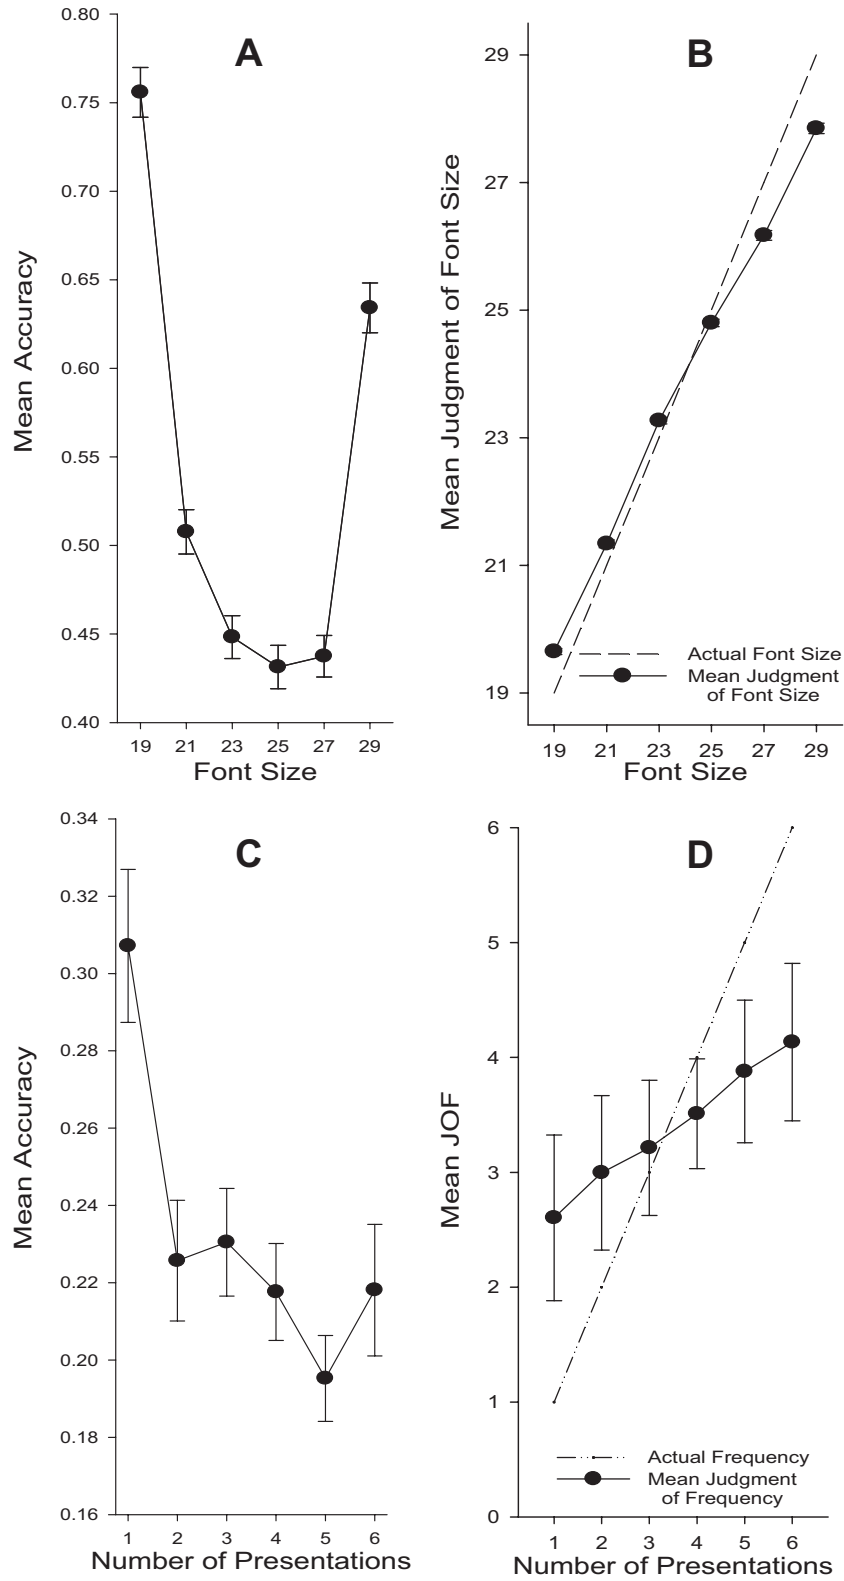 A
0.80
0.75
0.70
0.65
0.60
0.55
0.50
0.45
0.40
Mean Accuracy
19 21 23 25 27 29
Font Size
B
29
27
25
23
21
19
Mean Judgment of Font Size
Actual Font Size
Mean Judgment
of Font Size
19 21 23 25 27 29
Font Size
C
0.34
0.32
0.30
0.28
0.26
0.24
0.22
0.20
0.18
0.16
Mean Accuracy
1 2 3 4 5 6
Number of Presentations
D
6
5
4
3
2
1
0
Mean JOF
Actual Frequency
Mean Judgment
of Frequency
1 2 3 4 5 6
Number of Presentations